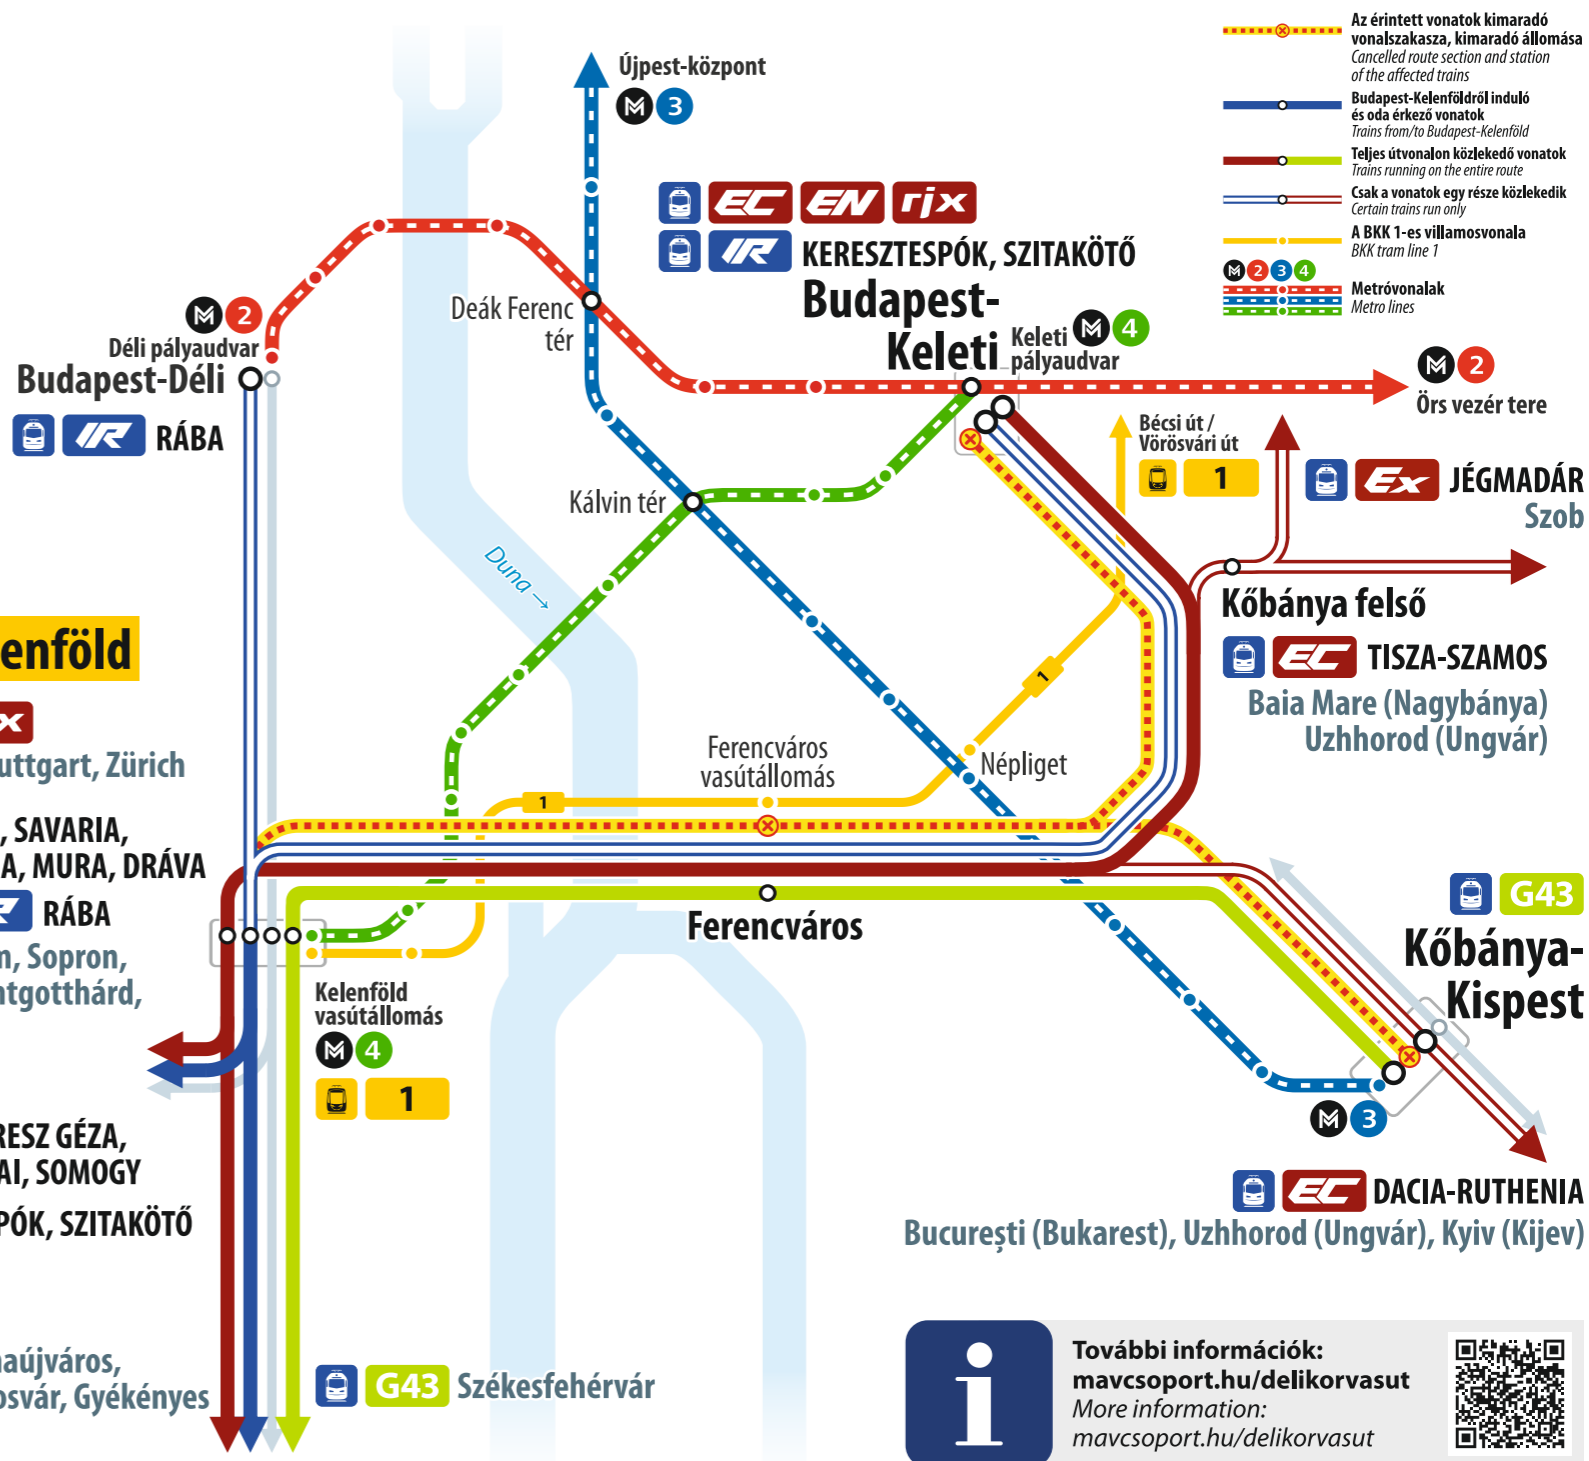 Az érintett vonatok kimaradó
vonalszakasza, kimaradó állomása
Cancelled route section and station
of the affected trains
Budapest-Kelenföldről induló
és oda érkező vonatok
Trains from/to Budapest-Kelenföld
Teljes útvonalon közlekedő vonatok
Trains running on the entire route
Csak a vonatok egy része közlekedik
Certain trains run only
A BKK 1-es villamosvonala
BKK tram line 1
M 2 3 4
Metróvonalak
Metro lines
Újpest-központ
M 3
EC EN rjx
IR KERESZTESPÓK, SZITAKÖTŐ
Budapest-
Keleti
Keleti
pályaudvar
M 4
Deák Ferenc
tér
M 2
Déli pályaudvar
Budapest-Déli
IR RÁBA
M 2
Örs vezér tere
Bécsi út /
Vörösvári út
1
Ex JÉGMADÁR
Szob
Kálvin tér
Duna →
Kőbánya felső
EC TISZA-SZAMOS
Baia Mare (Nagybánya)
Uzhhorod (Ungvár)
enföld
x
uttgart, Zürich
, SAVARIA,
A, MURA, DRÁVA
R RÁBA
n, Sopron,
ntgotthárd,
1
Ferencváros
vasútállomás
Népliget
1
Ferencváros
G43
Kőbánya-
Kispest
Kelenföld
vasútállomás
M 4
1
M 3
RESZ GÉZA,
AI, SOMOGY
PÓK, SZITAKÖTŐ
EC DACIA-RUTHENIA
București (Bukarest), Uzhhorod (Ungvár), Kyiv (Kijev)
naújváros,
osvár, Gyékényes
G43 Székesfehérvár
i
További információk:
mavcsoport.hu/delikorvasut
More information:
mavcsoport.hu/delikorvasut